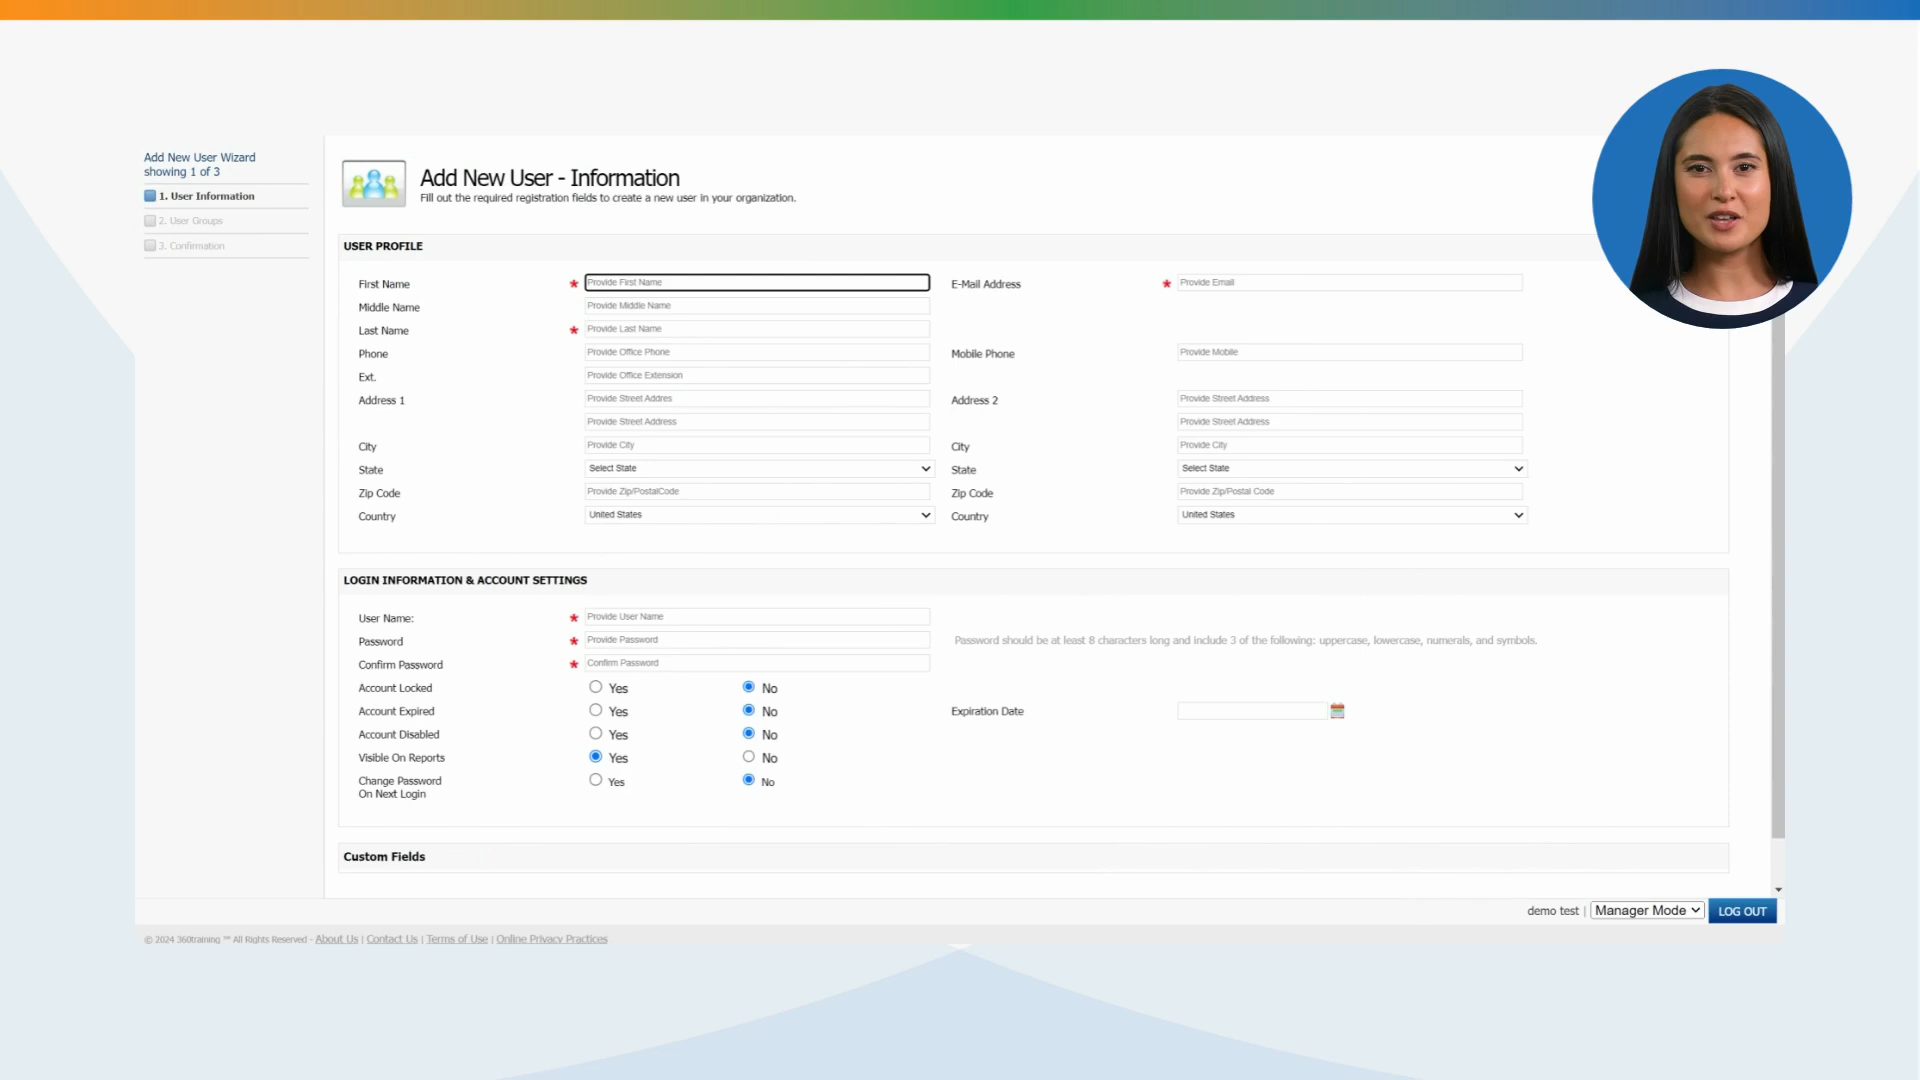 Add New User Wizard
showing 1 of 3
1. User Information
2. User Groups
3. Confirmation
Add New User - Information
Fill out the required registration fields to create a new user in your organization.
USER PROFILE
First Name * Provide First Name E-Mail Address * Provide Email
Middle Name Provide Middle Name
Last Name * Provide Last Name
Phone Provide Office Phone Mobile Phone Provide Mobile
Ext. Provide Office Extension
Address 1 Provide Street Addres Address 2 Provide Street Address
Provide Street Address Provide Street Address
City Provide City City Provide City
State Select State State Select State
Zip Code Provide Zip/PostalCode Zip Code Provide Zip/Postal Code
Country United States Country United States
LOGIN INFORMATION & ACCOUNT SETTINGS
User Name: * Provide User Name
Password * Provide Password Password should be at least 8 characters long and include 3 of the following: uppercase, lowercase, numerals, and symbols.
Confirm Password * Confirm Password
Account Locked Yes No
Account Expired Yes No Expiration Date
Account Disabled Yes No
Visible On Reports Yes No
Change Password Yes No
On Next Login
Custom Fields
demo test | Manager Mode LOG OUT
© 2024 360training ™ All Rights Reserved - About Us | Contact Us | Terms of Use | Online Privacy Practices